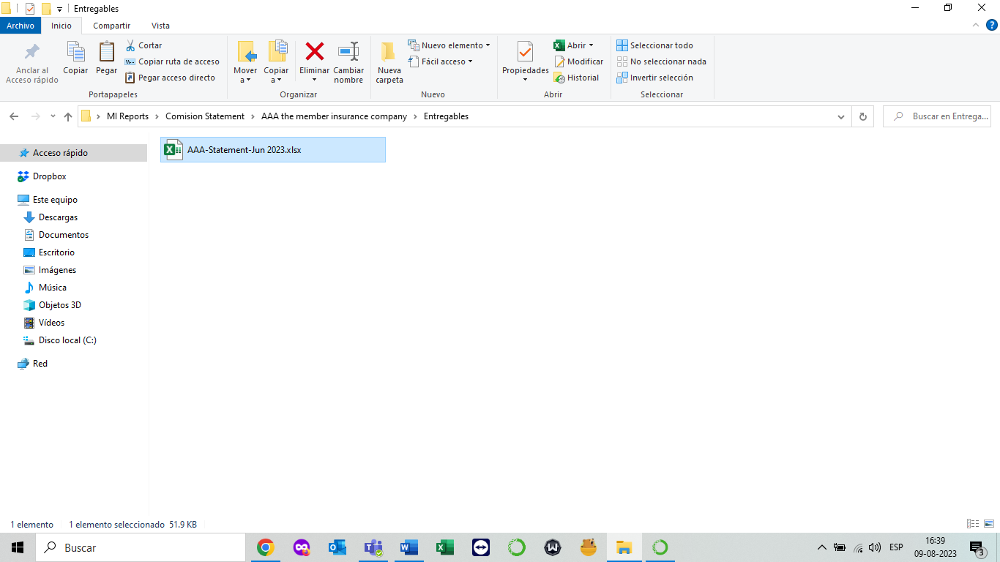 Entregables
Archivo
Inicio
Compartir
Vista
Anclar al
Acceso rápido
Copiar
Pegar
Cortar
Copiar ruta de acceso
Pegar acceso directo
Portapapeles
Mover
a
Copiar
a
Eliminar
Cambiar
nombre
Organizar
Nueva
carpeta
Nuevo elemento
Fácil acceso
Nuevo
Propiedades
Abrir
Modificar
Historial
Abrir
Seleccionar todo
No seleccionar nada
Invertir selección
Seleccionar
MI Reports
Comision Statement
AAA the member insurance company
Entregables
Buscar en Entrega...
Acceso rápido
Dropbox
Este equipo
Descargas
Documentos
Escritorio
Imágenes
Música
Objetos 3D
Vídeos
Disco local (C:)
Red
AAA-Statement-Jun 2023.xlsx
1 elemento
1 elemento seleccionado 51.9 KB
Buscar
ESP
16:39
09-08-2023
3